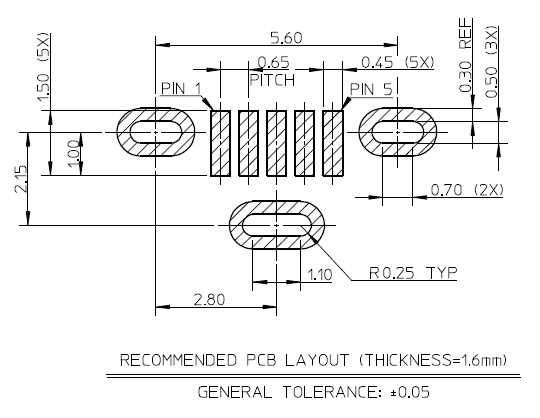 5.60
0.65
PITCH
0.45 (5X)
PIN 1
PIN 5
0.30 REF
0.50 (3X)
1.50 (5X)
1.00
2.15
0.70 (2X)
1.10
R0.25 TYP
2.80
RECOMMENDED PCB LAYOUT (THICKNESS=1.6mm)
GENERAL TOLERANCE: ±0.05